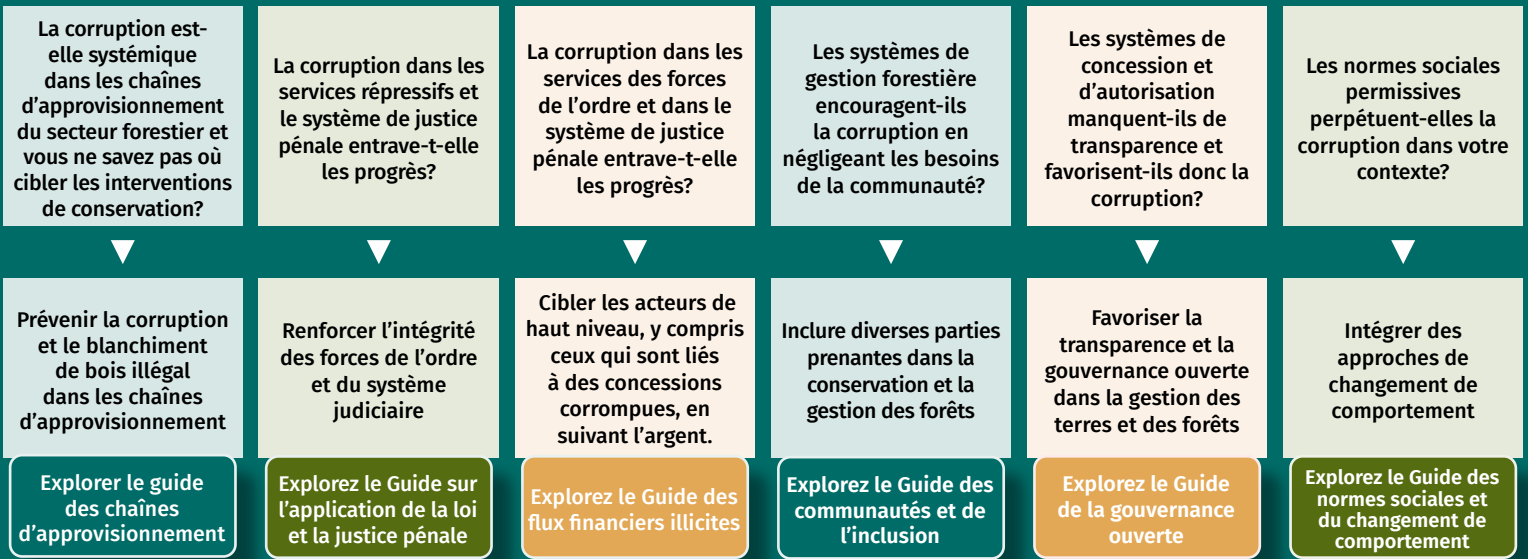 La corruption est-
elle systémique
dans les chaînes
d’approvisionnement
du secteur forestier et
vous ne savez pas où
cibler les interventions
de conservation?
La corruption dans les
services répressifs et
le système de justice
pénale entrave-t-elle
les progrès?
La corruption dans les
services des forces
de l’ordre et dans le
système de justice
pénale entrave-t-elle
les progrès?
Les systèmes de
gestion forestière
encouragent-ils
la corruption en
négligeant les besoins
de la communauté?
Les systèmes de
concession et
d’autorisation
manquent-ils de
transparence et
favorisent-ils donc la
corruption?
Les normes sociales
permissives
perpétuent-elles la
corruption dans votre
contexte?
Prévenir la corruption
et le blanchiment
de bois illégal
dans les chaînes
d’approvisionnement
Renforcer l’intégrité
des forces de l’ordre
et du système
judiciaire
Cibler les acteurs de
haut niveau, y compris
ceux qui sont liés
à des concessions
corrompues, en
suivant l’argent.
Inclure diverses parties
prenantes dans la
conservation et la
gestion des forêts
Favoriser la
transparence et la
gouvernance ouverte
dans la gestion des
terres et des forêts
Intégrer des
approches de
changement de
comportement
Explorer le guide
des chaînes
d’approvisionnement
Explorez le Guide sur
l’application de la loi
et la justice pénale
Explorez le Guide des
flux financiers illicites
Explorez le Guide des
communautés et de
l’inclusion
Explorez le Guide
de la gouvernance
ouverte
Explorez le Guide des
normes sociales et
du changement de
comportement